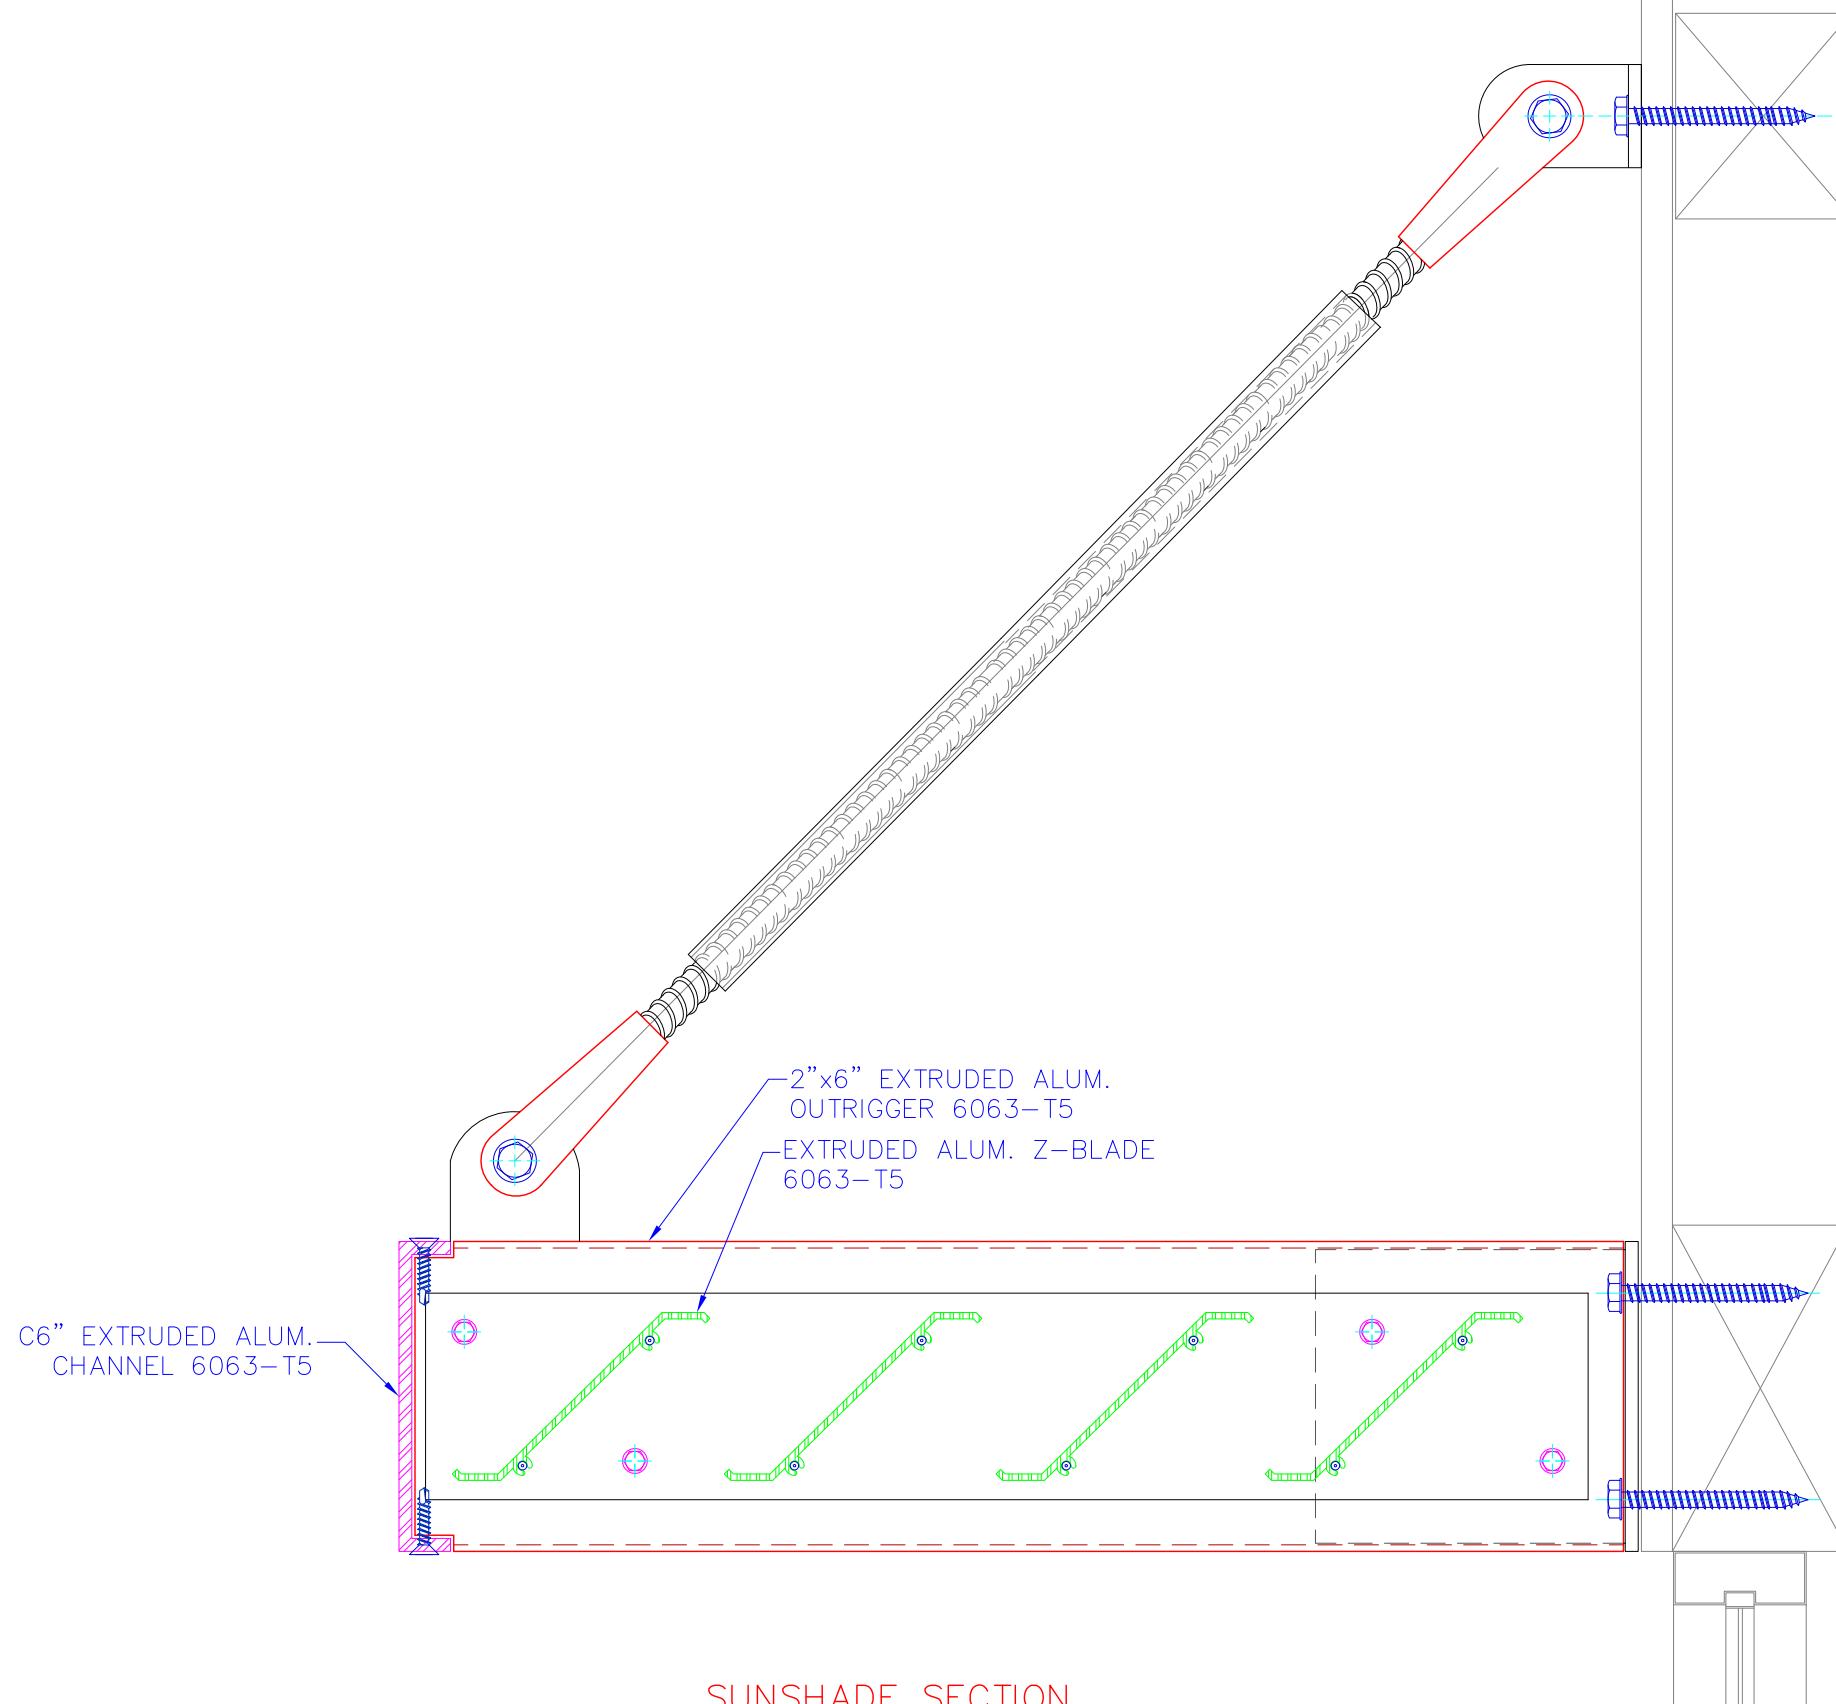 2”x6” EXTRUDED ALUM.
OUTRIGGER 6063-T5
EXTRUDED ALUM. Z-BLADE
6063-T5
C6” EXTRUDED ALUM.
CHANNEL 6063-T5
SUNSHADE SECTION